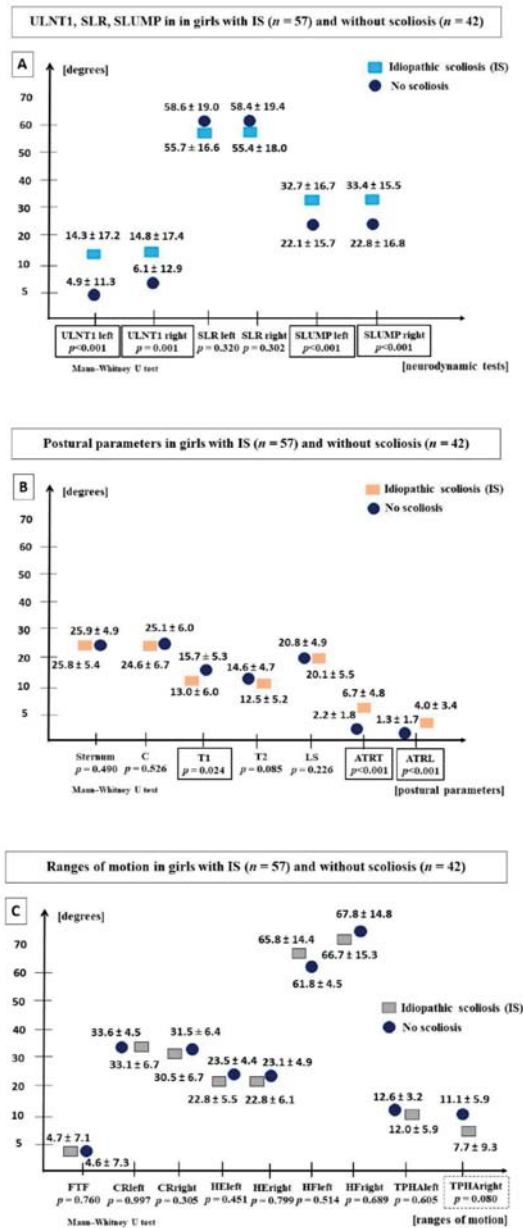 ULNT1, SLR, SLUMP in in girls with IS (n = 57) and without scoliosis (n = 42)
A
[degrees]
Idiopathic scoliosis (IS)
No scoliosis
70
60
50
40
30
20
10
5
58.6 ± 19.0 58.4 ± 19.4
55.7 ± 16.6 55.4 ± 18.0
32.7 ± 16.7 33.4 ± 15.5
14.3 ± 17.2 14.8 ± 17.4
22.1 ± 15.7 22.8 ± 16.8
4.9 ± 11.3 6.1 ± 12.9
ULNT1 left ULNT1 right SLR left SLR right SLUMP left SLUMP right
p<0.001 p = 0.001 p = 0.320 p = 0.302 p<0.001 p<0.001
Mann–Whitney U test
[neurodynamic tests]
Postural parameters in girls with IS (n = 57) and without scoliosis (n = 42)
B
[degrees]
Idiopathic scoliosis (IS)
No scoliosis
70
60
50
40
30
20
10
5
25.9 ± 4.9 25.1 ± 6.0
25.8 ± 5.4 24.6 ± 6.7
15.7 ± 5.3 14.6 ± 4.7 20.8 ± 4.9
13.0 ± 6.0 12.5 ± 5.2 20.1 ± 5.5
6.7 ± 4.8 4.0 ± 3.4
2.2 ± 1.8 1.3 ± 1.7
Sternum C T1 T2 LS ATRT ATRL
p = 0.490 p = 0.526 p = 0.024 p = 0.085 p = 0.226 p<0.001 p<0.001
Mann–Whitney U test
[postural parameters]
Ranges of motion in girls with IS (n = 57) and without scoliosis (n = 42)
C
[degrees]
70
60
50
40
30
20
10
5
Idiopathic scoliosis (IS)
No scoliosis
65.8 ± 14.4 67.8 ± 14.8
61.8 ± 4.5 66.7 ± 15.3
33.6 ± 4.5 31.5 ± 6.4
33.1 ± 6.7 30.5 ± 6.7
23.5 ± 4.4 23.1 ± 4.9
22.8 ± 5.5 22.8 ± 6.1
12.6 ± 3.2 11.1 ± 5.9
12.0 ± 5.9 7.7 ± 9.3
4.7 ± 7.1
4.6 ± 7.3
FTF CRleft CRright HEleft HEright HFleft HFright TPHAleft TPHAright
p = 0.760 p = 0.997 p = 0.305 p = 0.451 p = 0.799 p = 0.514 p = 0.689 p = 0.605 p = 0.080
Mann–Whitney U test
[ranges of motion]